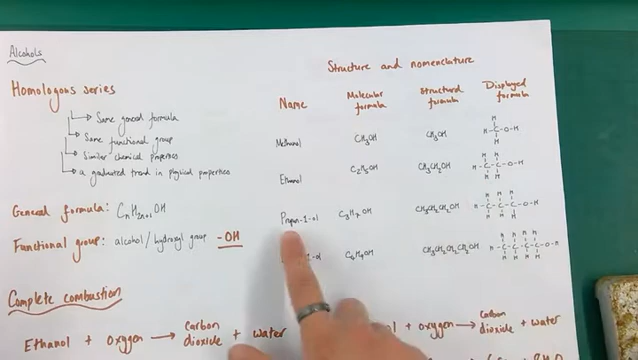 Alcohols
Homologous series
Same general formula
Same functional group
Similar chemical properties
a graduated trend in physical properties
General formula: CnH2n+1OH
Functional group: alcohol/hydroxyl group -OH
Structure and nomenclature
Name Molecular formula Structural formula Displayed formula
Methanol CH3OH CH3OH
Ethanol C2H5OH CH3CH2OH
Propan-1-ol C3H7OH CH3CH2CH2OH
1-ol C4H9OH CH3CH2CH2CH2OH
Complete combustion
Ethanol + oxygen → Carbon dioxide + water
oxygen → Carbon dioxide + water